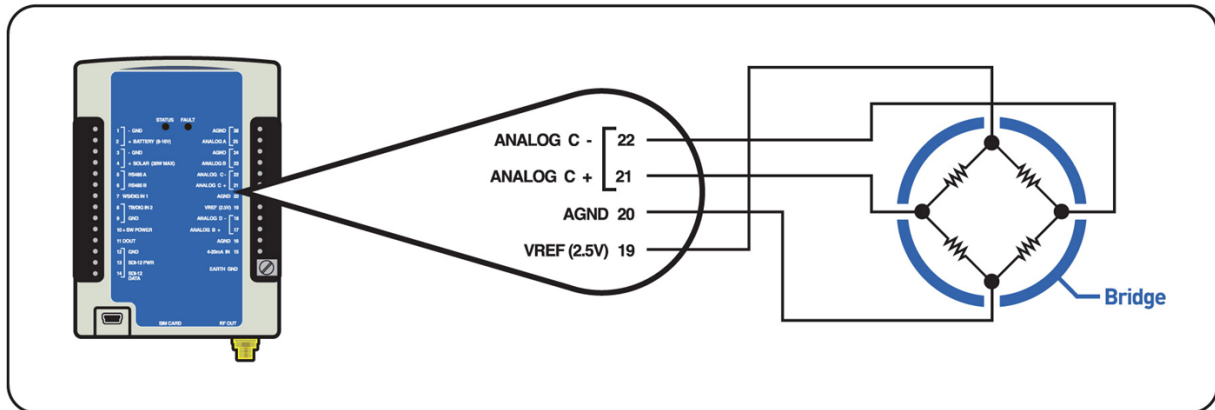 STATUS FAULT
1 - GND
2 + BATTERY (8-16V)
3 - GND
4 + SOLAR (30W MAX)
5 RS485 A
6 RS485 B
7 WS/DIG IN 1
8 TB/DIG IN 2
9 GND
10 + SW POWER
11 DOUT
12 GND
13 SDI-12 PWR
14 SDI-12 DATA
AGND 26
ANALOG A 25
AGND 24
ANALOG B 23
ANALOG C - 22
ANALOG C + 21
AGND 20
VREF (2.5V) 19
ANALOG D - 18
ANALOG D + 17
AGND 16
4-20mA IN 15
EARTH GND
SIM CARD RF OUT
ANALOG C - 22
ANALOG C + 21
AGND 20
VREF (2.5V) 19
Bridge